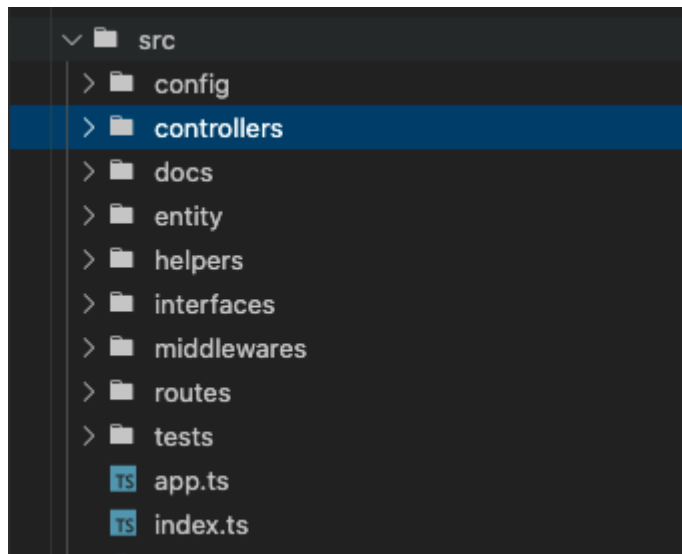 src
config
controllers
docs
entity
helpers
interfaces
middlewares
routes
tests
TS app.ts
TS index.ts